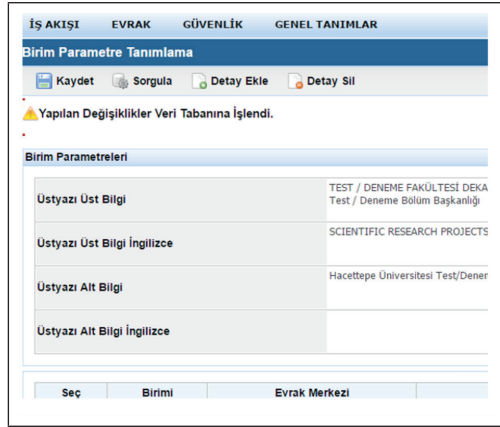 İŞ AKIŞI EVRAK GÜVENLİK GENEL TANIMLAR
Birim Parametre Tanımlama
Kaydet Sorgula Detay Ekle Detay Sil
Yapılan Değişiklikler Veri Tabanına İşlendi.
Birim Parametreleri
TEST / DENEME FAKÜLTESİ DEKA
Üstyazı Üst Bilgi Test / Deneme Bölüm Başkanlığı
SCIENTIFIC RESEARCH PROJECTS
Üstyazı Üst Bilgi İngilizce
Hacettepe Üniversitesi Test/Dener
Üstyazı Alt Bilgi
Üstyazı Alt Bilgi İngilizce
Seç Birimi Evrak Merkezi